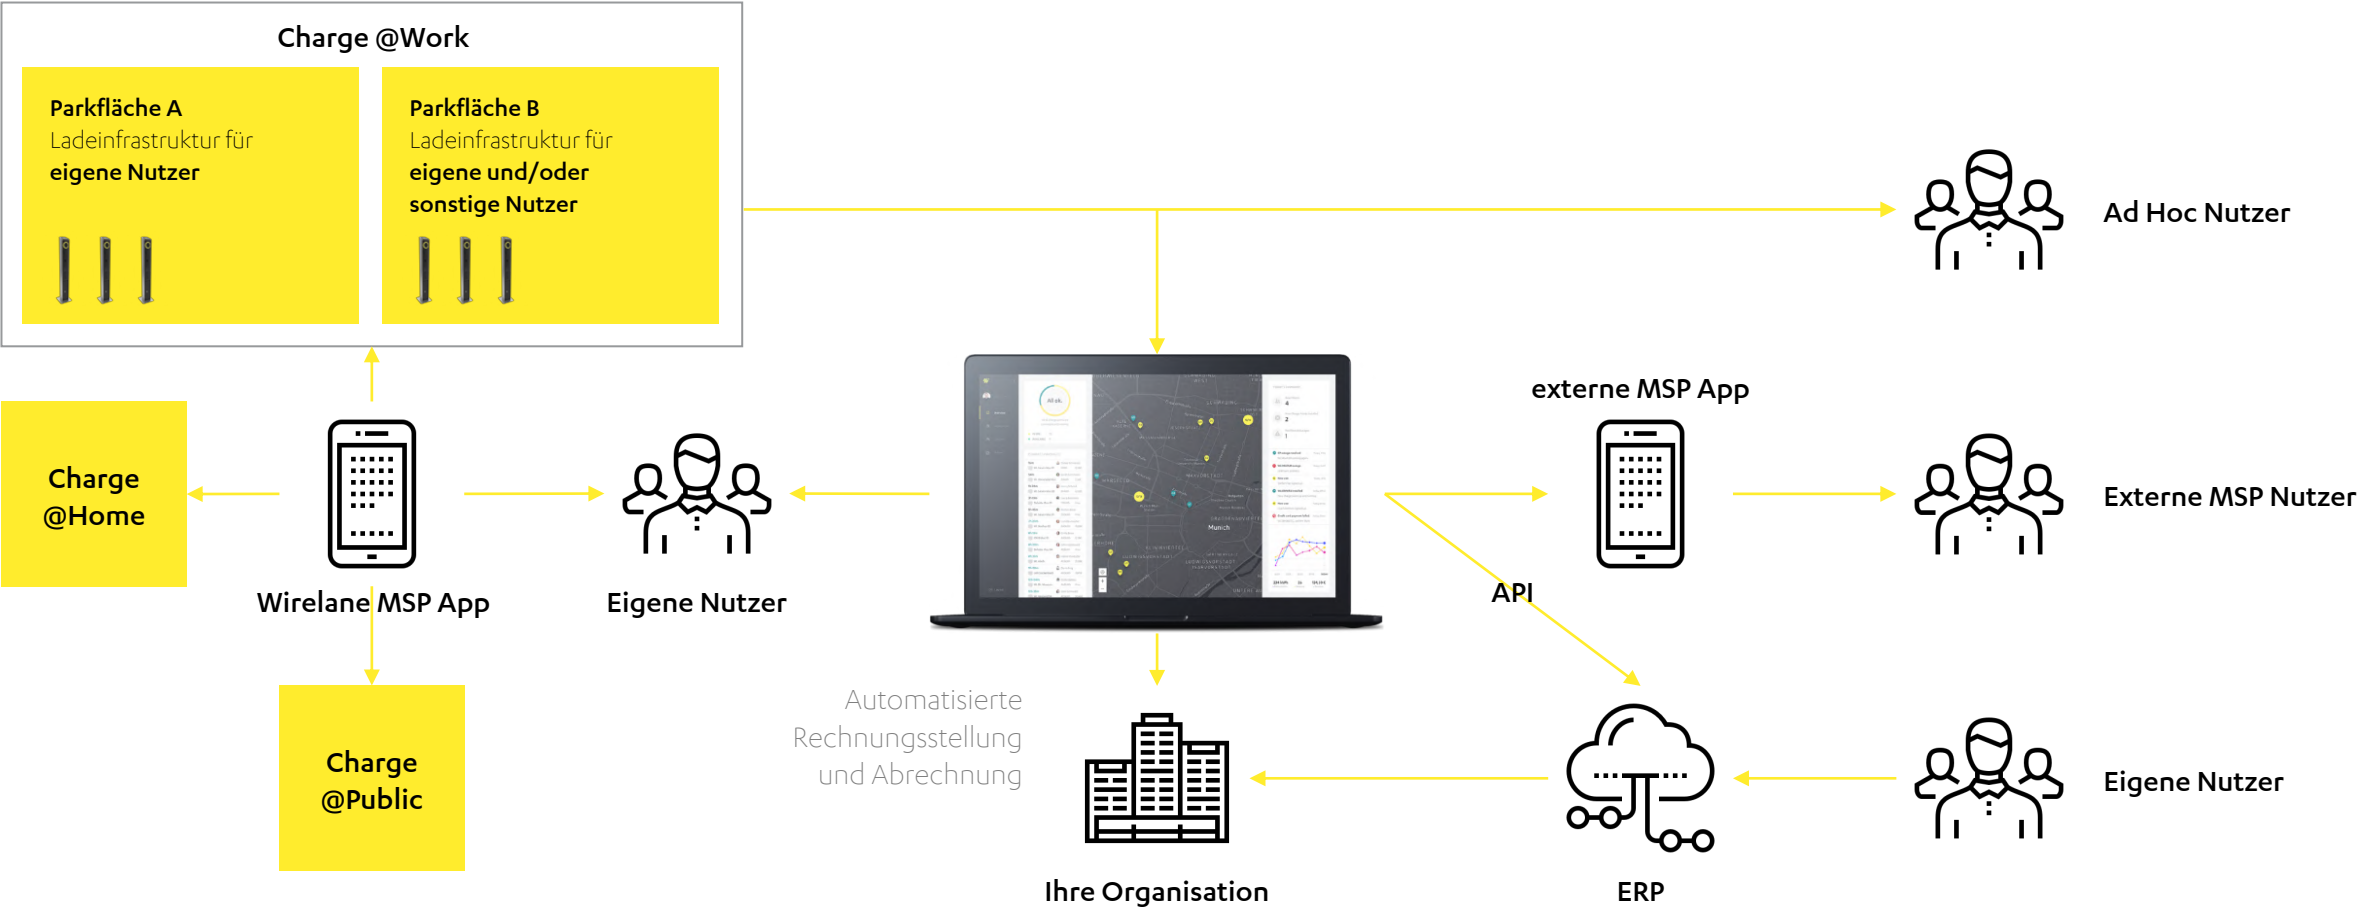 Charge @Work
Parkfläche A
Ladeinfrastruktur für
eigene Nutzer
Parkfläche B
Ladeinfrastruktur für
eigene und/oder
sonstige Nutzer
Ad Hoc Nutzer
externe MSP App
Charge
@Home
Externe MSP Nutzer
Munich
API
Wirelane MSP App
Eigene Nutzer
Automatisierte
Rechnungsstellung
und Abrechnung
Charge
@Public
Eigene Nutzer
Ihre Organisation
ERP